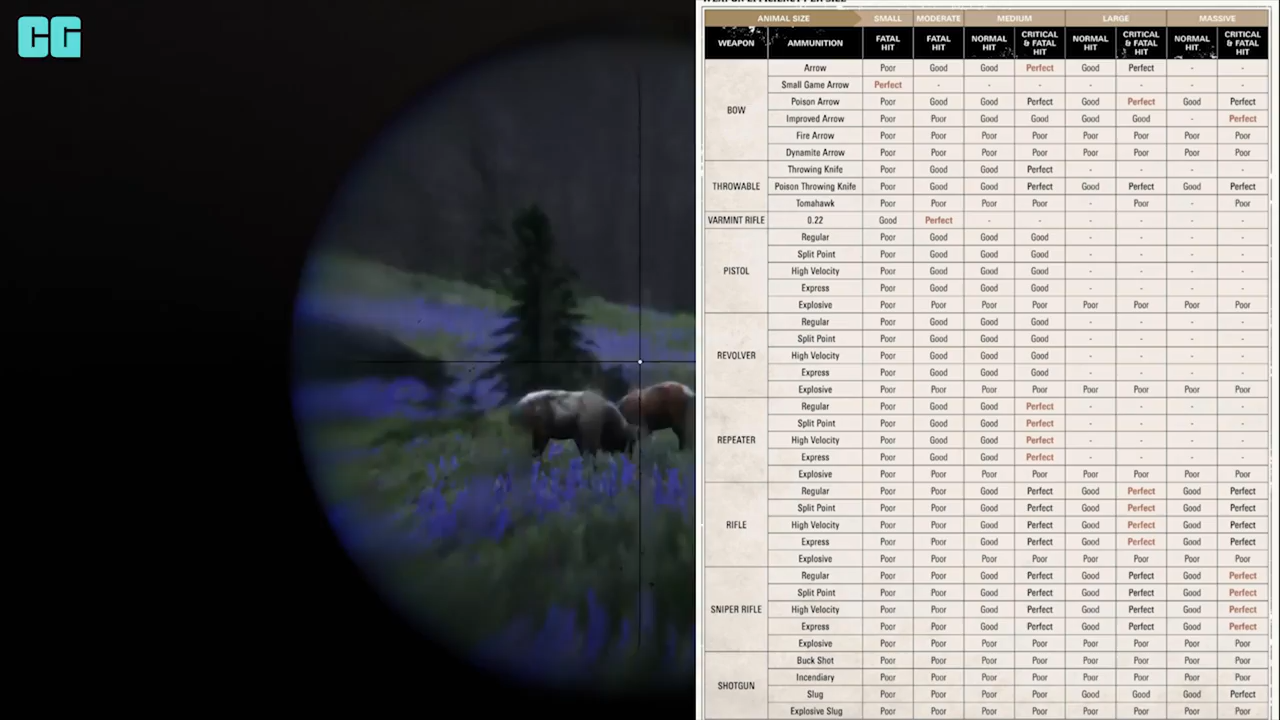 CG
WEAPON EFFICIENCY PER SIZE
ANIMAL SIZE SMALL MODERATE MEDIUM LARGE MASSIVE
WEAPON AMMUNITION FATAL HIT FATAL HIT NORMAL HIT CRITICAL & FATAL HIT NORMAL HIT CRITICAL & FATAL HIT NORMAL HIT CRITICAL & FATAL HIT
BOW
Arrow Poor Good Good Perfect Good Perfect - -
Small Game Arrow Perfect - - - - - - -
Poison Arrow Poor Good Good Perfect Good Perfect Good Perfect
Improved Arrow Poor Poor Good Good Good Good - Perfect
Fire Arrow Poor Poor Poor Poor Poor Poor Poor Poor
Dynamite Arrow Poor Poor Poor Poor Poor Poor Poor Poor
THROWABLE
Throwing Knife Poor Good Good Perfect - - - -
Poison Throwing Knife Poor Good Good Perfect Good Perfect Good Perfect
Tomahawk Poor Poor Poor Poor - Poor - Poor
VARMINT RIFLE 0.22 Good Perfect - - - - - -
PISTOL
Regular Poor Good Good Good - - - -
Split Point Poor Good Good Good - - - -
High Velocity Poor Good Good Good - - - -
Express Poor Good Good Good - - - -
Explosive Poor Poor Poor Poor Poor Poor Poor Poor
REVOLVER
Regular Poor Good Good Good - - - -
Split Point Poor Good Good Good - - - -
High Velocity Poor Good Good Good - - - -
Express Poor Good Good Good - - - -
Explosive Poor Poor Poor Poor Poor Poor Poor Poor
REPEATER
Regular Poor Good Good Perfect - - - -
Split Point Poor Good Good Perfect - - - -
High Velocity Poor Good Good Perfect - - - -
Express Poor Good Good Perfect - - - -
Explosive Poor Poor Poor Poor Poor Poor Poor Poor
RIFLE
Regular Poor Poor Good Perfect Good Perfect Good Perfect
Split Point Poor Poor Good Perfect Good Perfect Good Perfect
High Velocity Poor Poor Good Perfect Good Perfect Good Perfect
Express Poor Poor Good Perfect Good Perfect Good Perfect
Explosive Poor Poor Poor Poor Poor Poor Poor Poor
SNIPER RIFLE
Regular Poor Poor Good Perfect Good Perfect Good Perfect
Split Point Poor Poor Good Perfect Good Perfect Good Perfect
High Velocity Poor Poor Good Perfect Good Perfect Good Perfect
Express Poor Poor Good Perfect Good Perfect Good Perfect
Explosive Poor Poor Poor Poor Poor Poor Poor Poor
SHOTGUN
Buck Shot Poor Poor Poor Poor Poor Poor Poor Poor
Incendiary Poor Poor Poor Poor Poor Poor Poor Poor
Slug Poor Poor Poor Poor Good Good Good Perfect
Explosive Slug Poor Poor Poor Poor Poor Poor Poor Poor